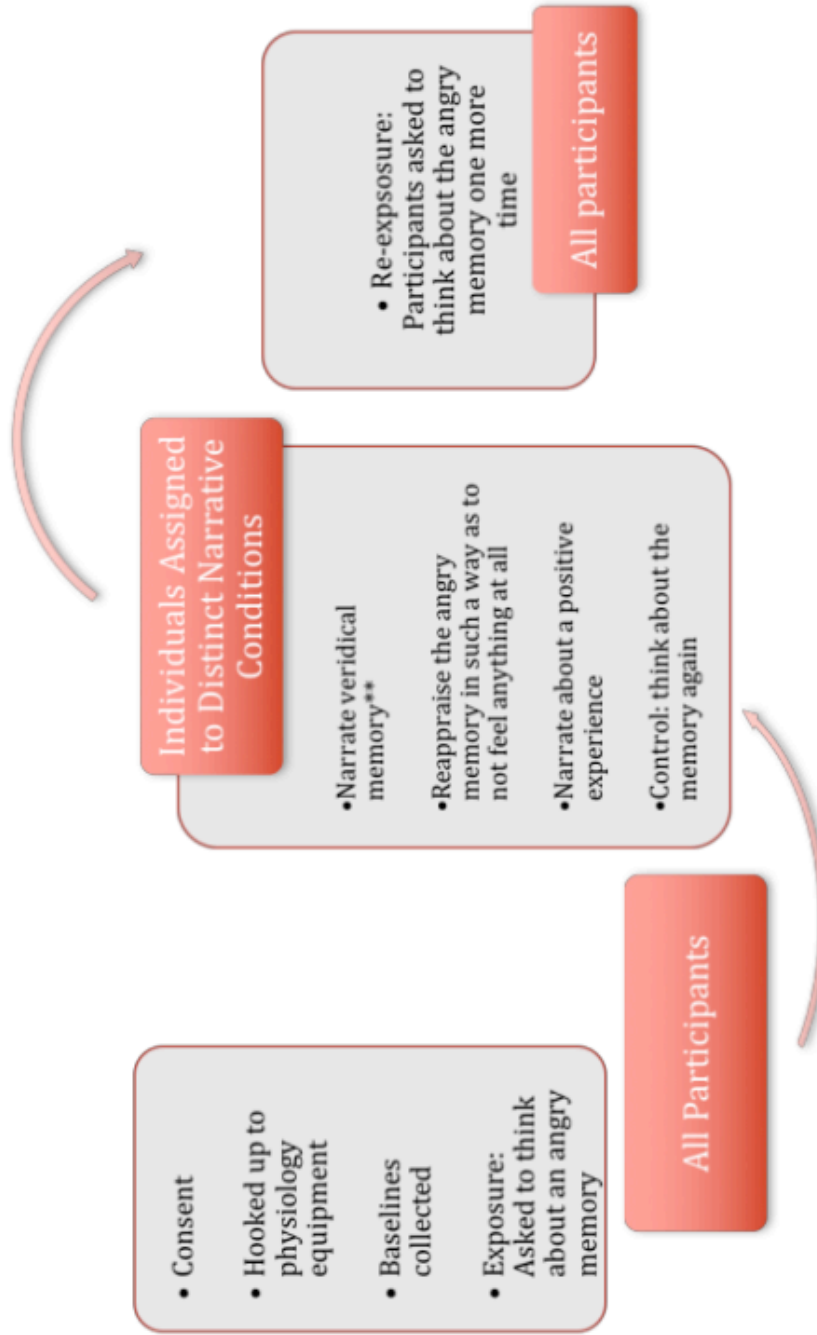 • Consent
• Hooked up to
physiology
equipment
• Baselines
collected
• Exposure:
Asked to think
about an angry
memory
All Participants
Individuals Assigned
to Distinct Narrative
Conditions
•Narrate veridical
memory**
•Reappraise the angry
memory in such a way as to
not feel anything at all
•Narrate about a positive
experience
•Control: think about the
memory again
• Re-expsosure:
Participants asked to
think about the angry
memory one more
time
All participants